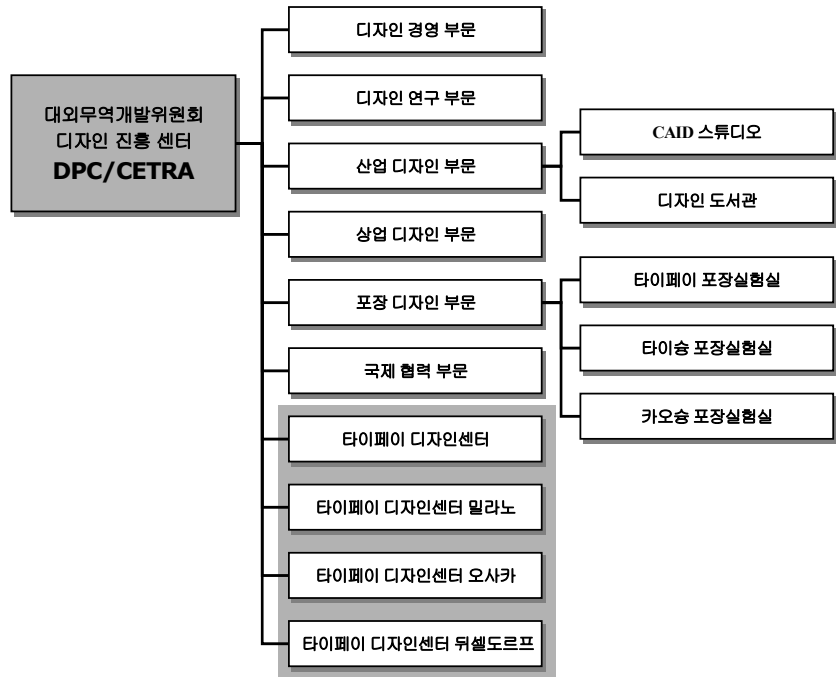 대외무역개발위원회
디자인 진흥 센터
DPC/CETRA
디자인 경영 부문
디자인 연구 부문
산업 디자인 부문
CAID 스튜디오
디자인 도서관
상업 디자인 부문
포장 디자인 부문
타이페이 포장실험실
타이슝 포장실험실
카오슝 포장실험실
국제 협력 부문
타이페이 디자인센터
타이페이 디자인센터 밀라노
타이페이 디자인센터 오사카
타이페이 디자인센터 뒤셀도르프